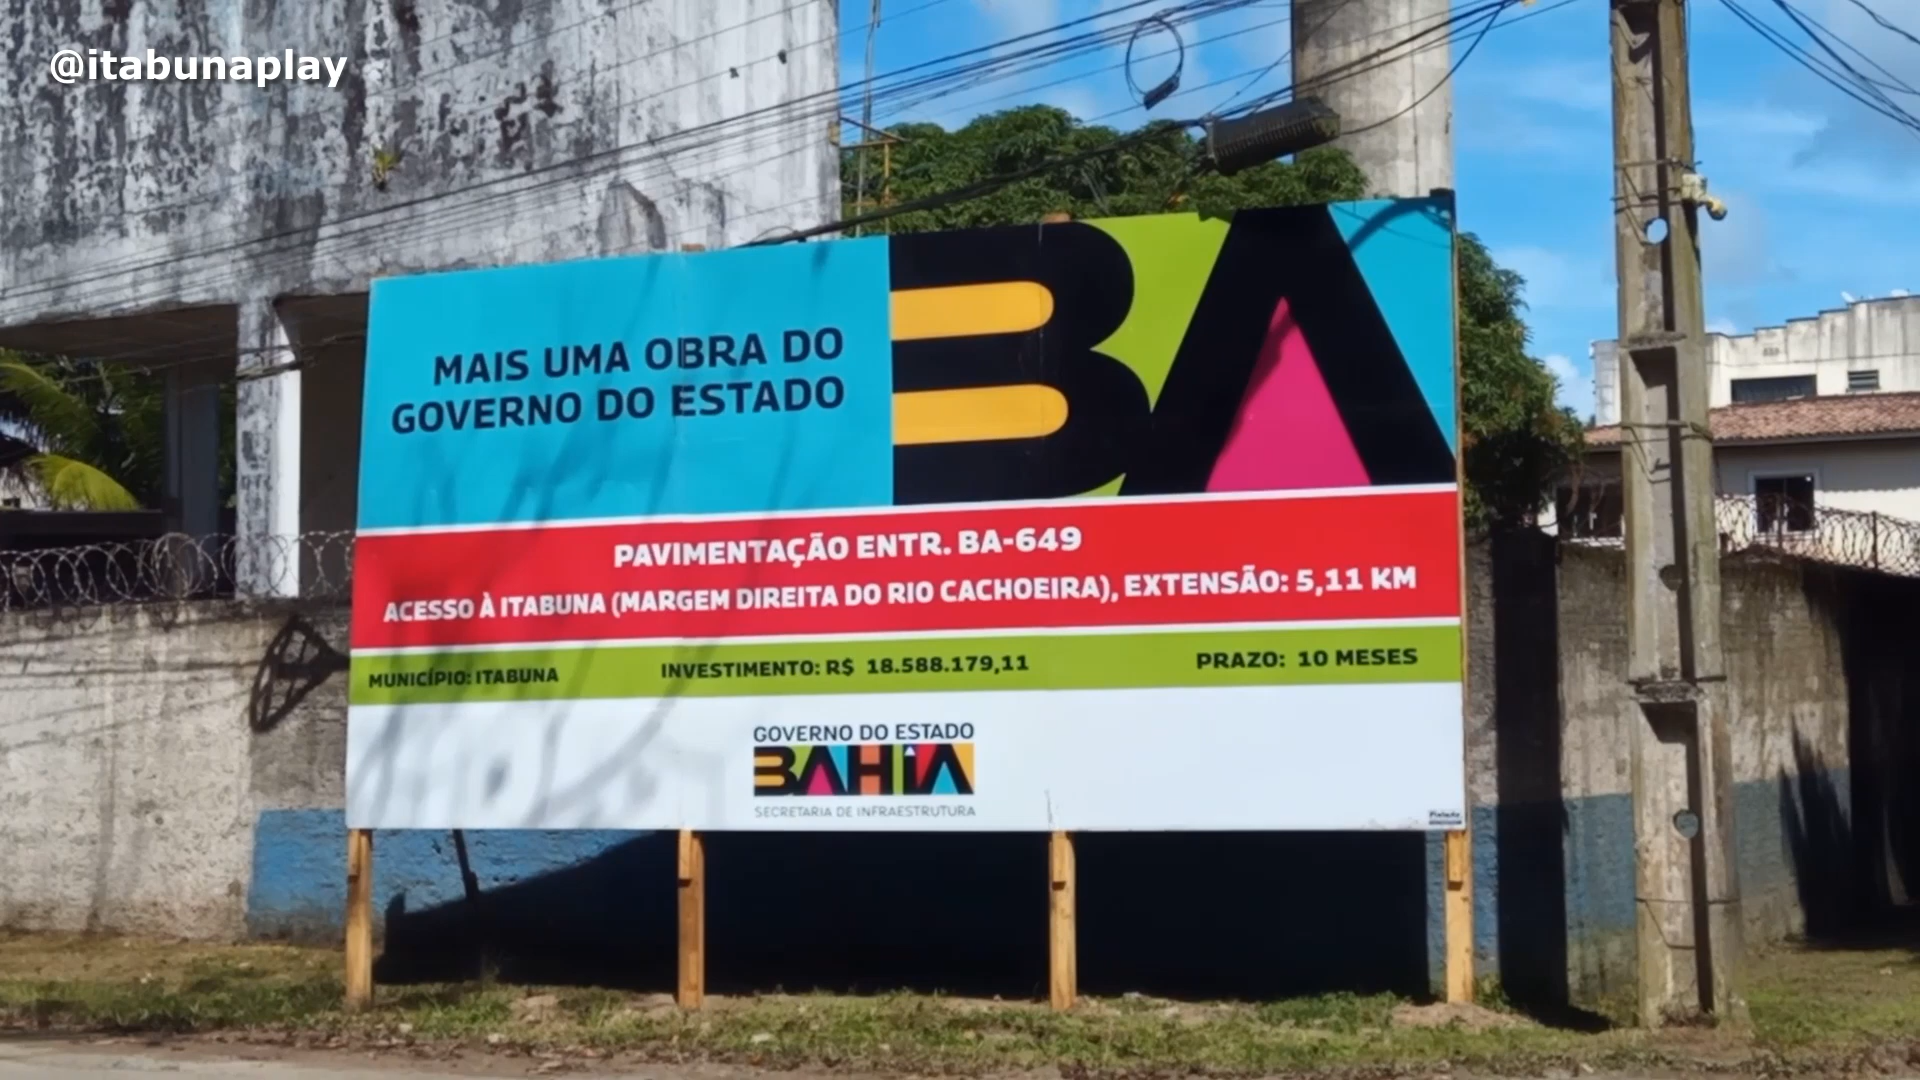 @itabunaplay
MAIS UMA OBRA DO
GOVERNO DO ESTADO
BA
PAVIMENTAÇÃO ENTR. BA-649
ACESSO À ITABUNA (MARGEM DIREITA DO RIO CACHOEIRA), EXTENSÃO: 5,11 KM
MUNICÍPIO: ITABUNA INVESTIMENTO: R$ 18.588.179,11 PRAZO: 10 MESES
GOVERNO DO ESTADO
BAHIA
SECRETARIA DE INFRAESTRUTURA